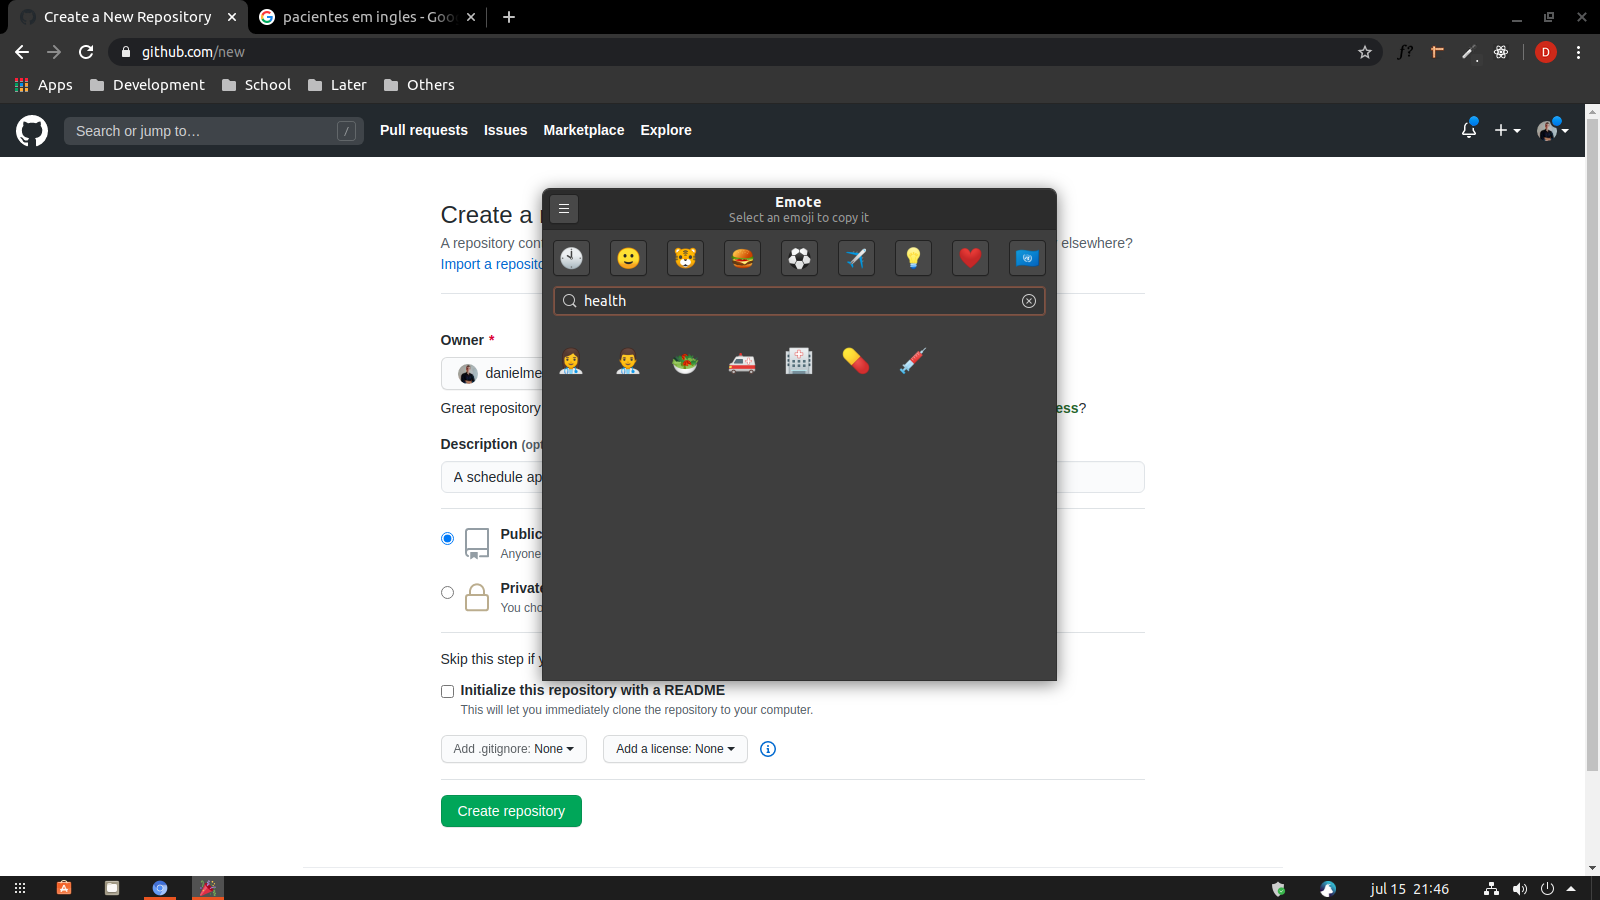 Create a New Repository
pacientes em ingles - Goo
github.com/new
f?
D
Apps
Development
School
Later
Others
Search or jump to…
/
Pull requests
Issues
Marketplace
Explore
Create a
A repository con
elsewhere?
Import a reposito
Emote
Select an emoji to copy it
health
Owner *
danielme
Great repository
ess?
Description (opt
A schedule ap
Public
Anyone
Private
You cho
Skip this step if y
Initialize this repository with a README
This will let you immediately clone the repository to your computer.
Add .gitignore: None
Add a license: None
Create repository
jul 15 21:46